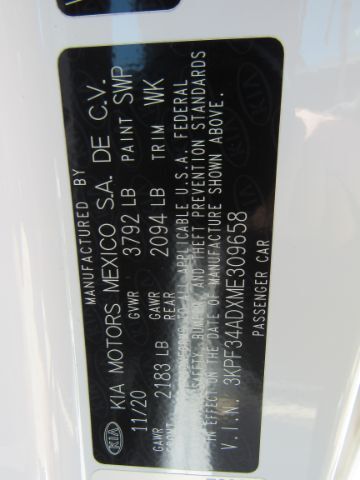 MANUFACTURED BY
KIA KIA MOTORS MEXICO S.A. DE C.V.
11/20 GVWR 3792 LB PAINT SWP
GAWR 2183 LB GAWR REAR 2094 LB TRIM WK
APPLICABLE U.S.A. FEDERAL
AND THEFT PREVENTION STANDARDS
IN EFFECT ON THE DATE OF MANUFACTURE SHOWN ABOVE.
V.I.N. 3KPF34ADXME309658
PASSENGER CAR